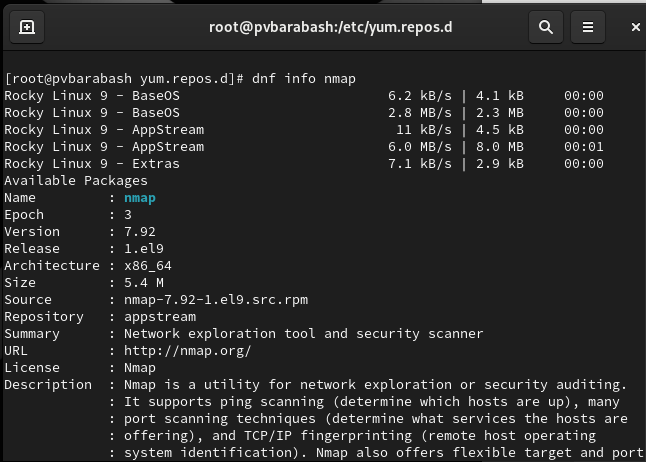 root@pvbarabash:/etc/yum.repos.d
[root@pvbarabash yum.repos.d]# dnf info nmap
Rocky Linux 9 - BaseOS                          6.2 kB/s | 4.1 kB     00:00
Rocky Linux 9 - BaseOS                          2.8 MB/s | 2.3 MB     00:00
Rocky Linux 9 - AppStream                        11 kB/s | 4.5 kB     00:00
Rocky Linux 9 - AppStream                       6.0 MB/s | 8.0 MB     00:01
Rocky Linux 9 - Extras                          7.1 kB/s | 2.9 kB     00:00
Available Packages
Name         : nmap
Epoch        : 3
Version      : 7.92
Release      : 1.el9
Architecture : x86_64
Size         : 5.4 M
Source       : nmap-7.92-1.el9.src.rpm
Repository   : appstream
Summary      : Network exploration tool and security scanner
URL          : http://nmap.org/
License      : Nmap
Description  : Nmap is a utility for network exploration or security auditing.
             : It supports ping scanning (determine which hosts are up), many
             : port scanning techniques (determine what services the hosts are
             : offering), and TCP/IP fingerprinting (remote host operating
             : system identification). Nmap also offers flexible target and port